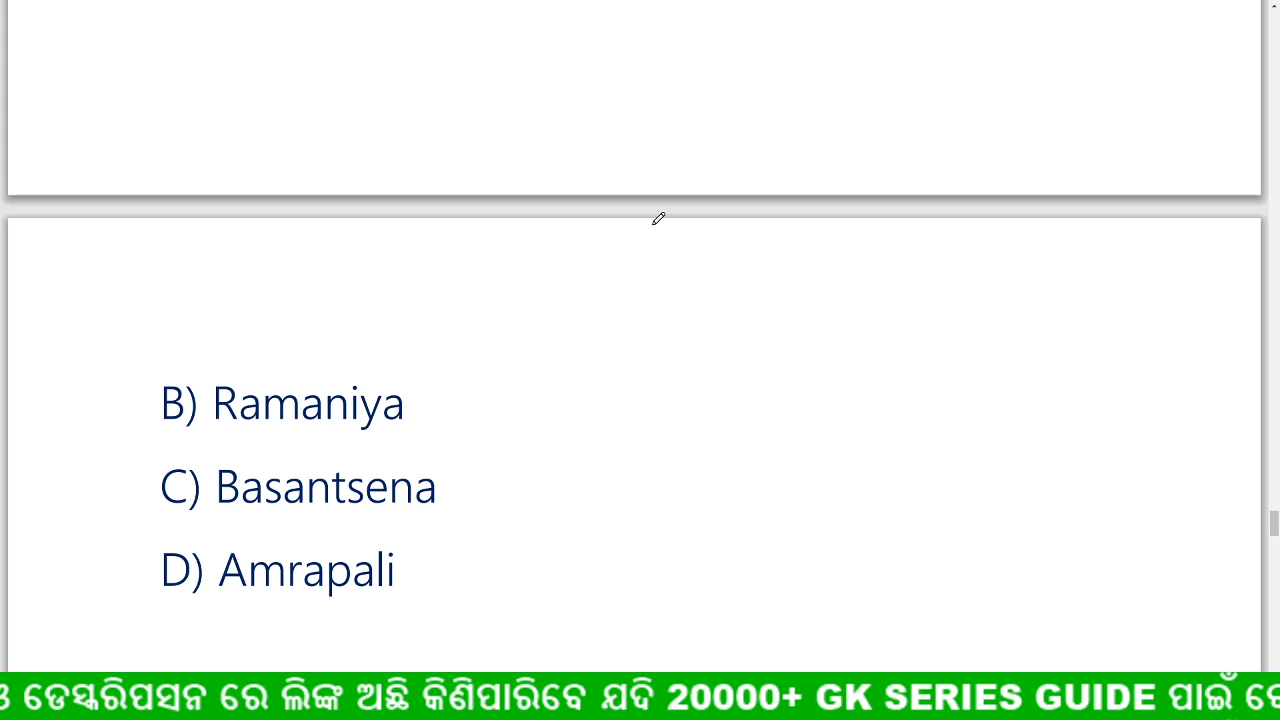 B) Ramaniya
C) Basantsena
D) Amrapali
ଓ ଡେସ୍କରିପସନ ରେ ଲିଙ୍କ ଅଛି କିଣିପାରିବେ ଯଦି 20000+ GK SERIES GUIDE ପାଇଁ